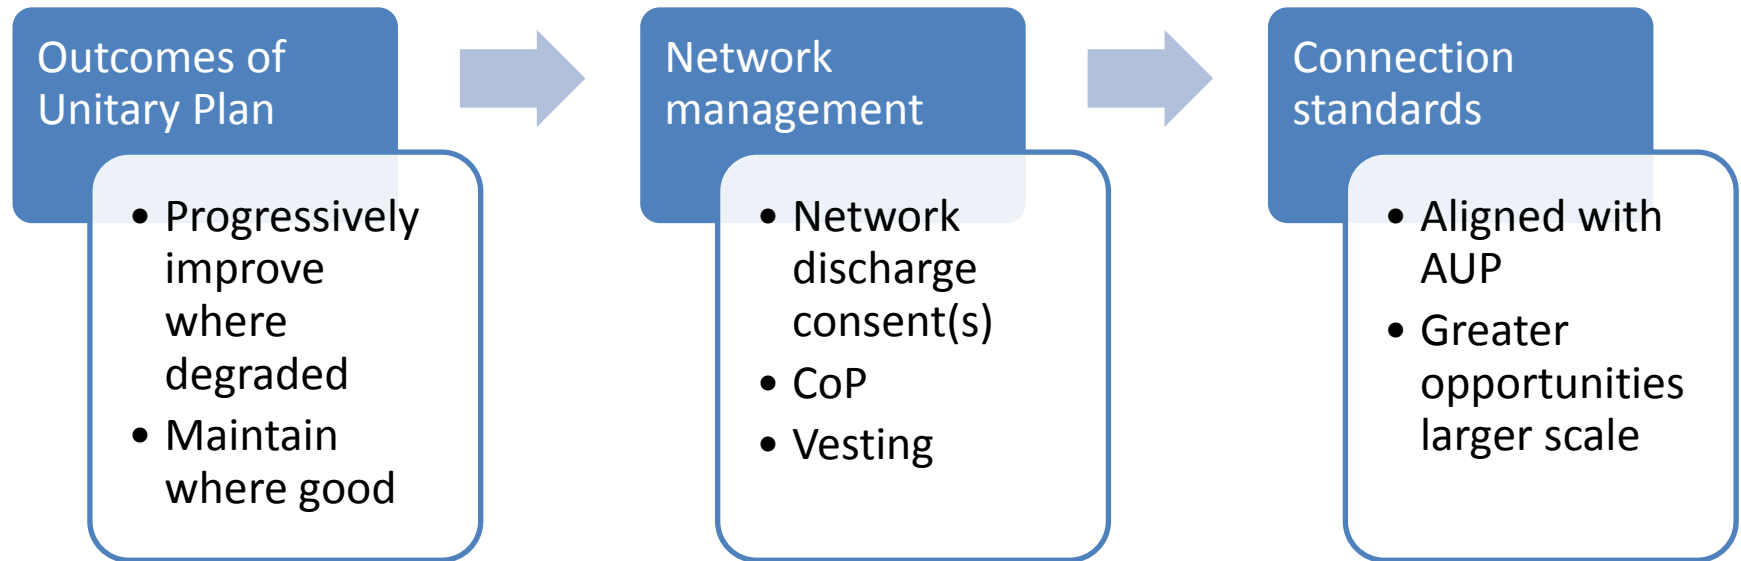 Outcomes of
Unitary Plan
• Progressively
improve
where
degraded
• Maintain
where good
Network
management
• Network
discharge
consent(s)
• CoP
• Vesting
Connection
standards
• Aligned with
AUP
• Greater
opportunities
larger scale